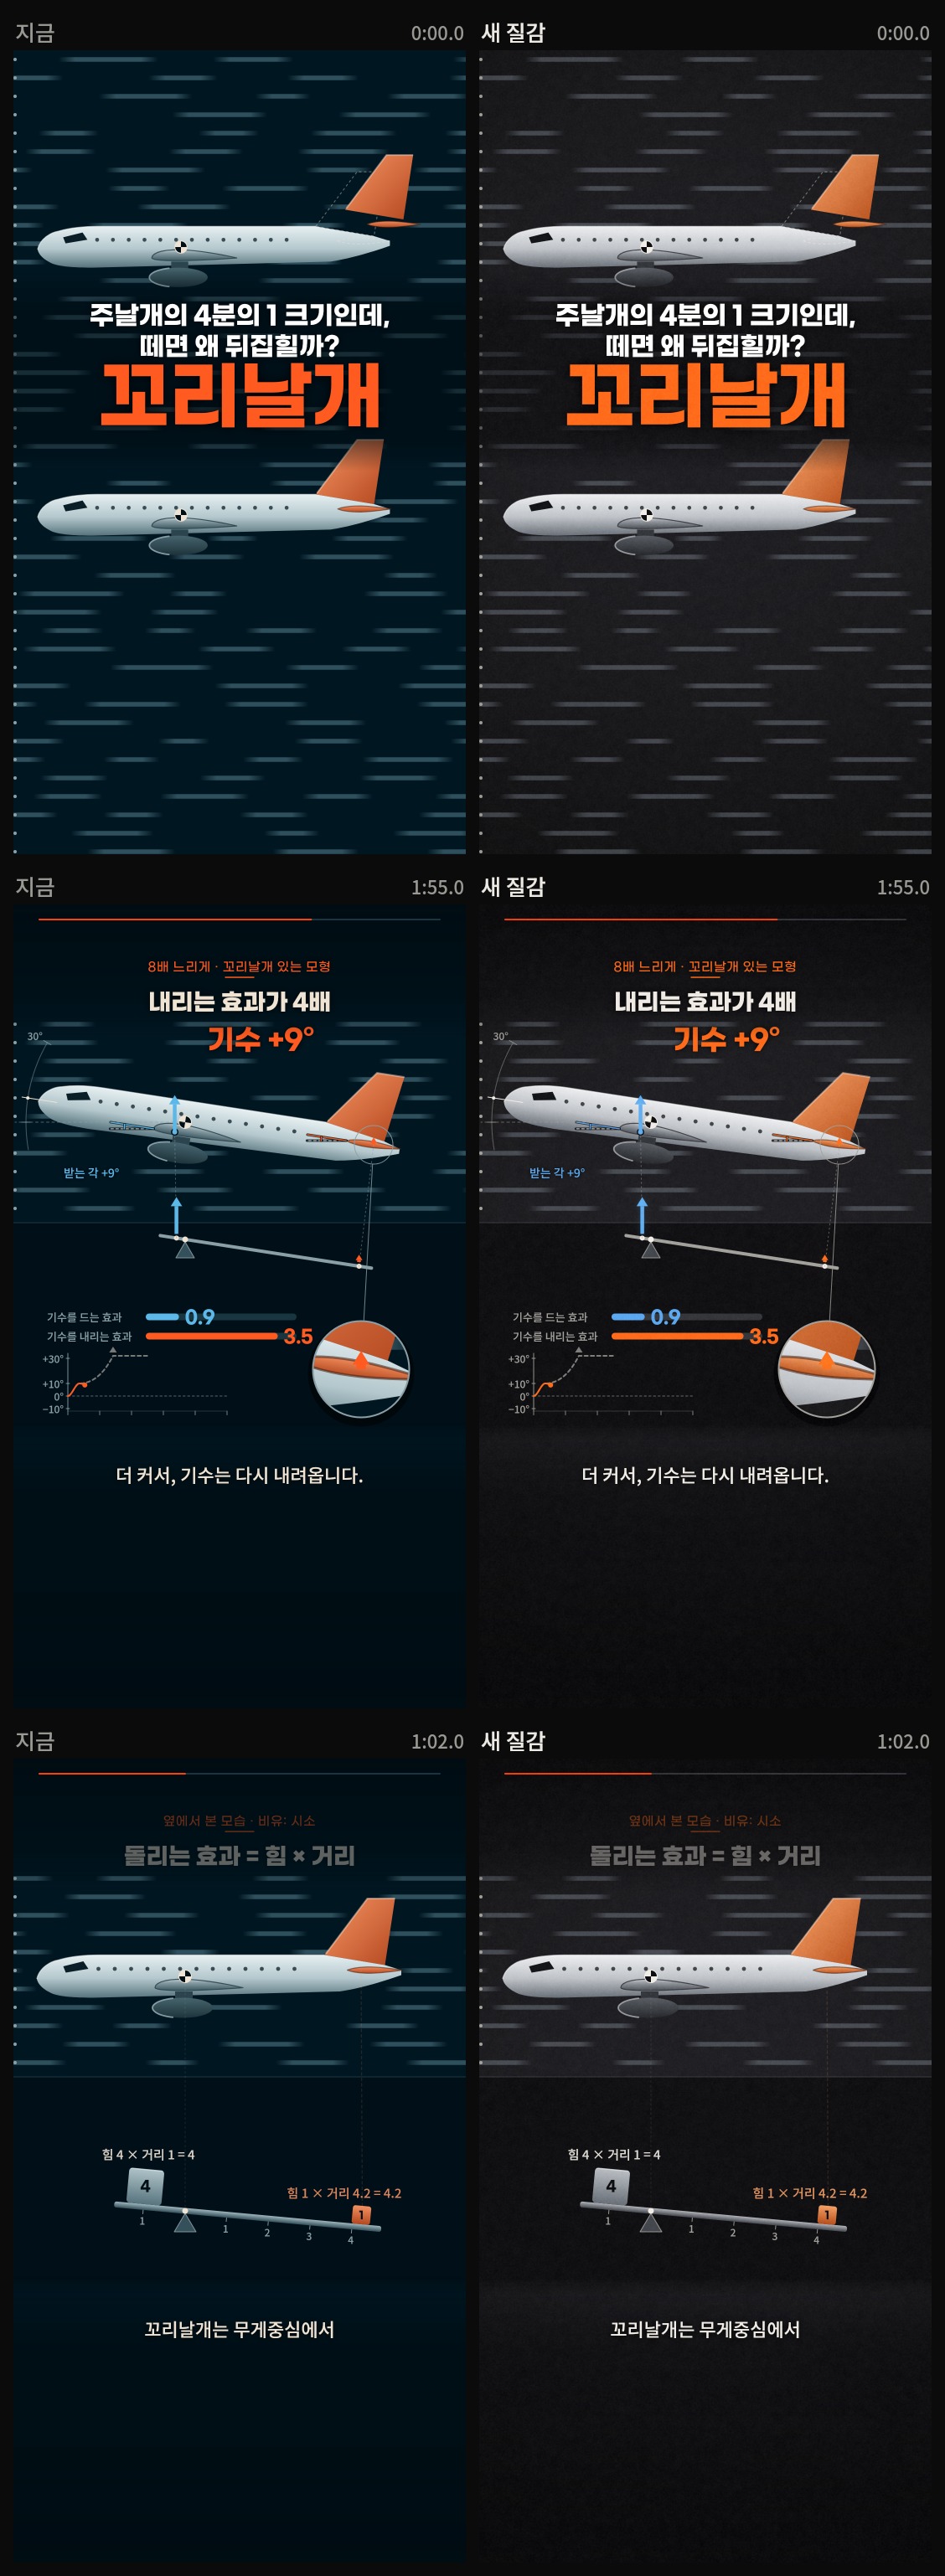 지금 0:00.0
새 질감 0:00.0
주날개의 4분의 1 크기인데,
떼면 왜 뒤집힐까?
꼬리날개
주날개의 4분의 1 크기인데,
떼면 왜 뒤집힐까?
꼬리날개
지금 1:55.0
새 질감 1:55.0
8배 느리게 · 꼬리날개 있는 모형
내리는 효과가 4배
기수 +9°
30°
받는 각 +9°
기수를 드는 효과 0.9
기수를 내리는 효과 3.5
+30°
+10°
0°
−10°
더 커서, 기수는 다시 내려옵니다.
8배 느리게 · 꼬리날개 있는 모형
내리는 효과가 4배
기수 +9°
30°
받는 각 +9°
기수를 드는 효과 0.9
기수를 내리는 효과 3.5
+30°
+10°
0°
−10°
더 커서, 기수는 다시 내려옵니다.
지금 1:02.0
새 질감 1:02.0
옆에서 본 모습 · 비유: 시소
돌리는 효과 = 힘 × 거리
힘 4 × 거리 1 = 4
4
힘 1 × 거리 4.2 = 4.2
1
1 1 2 3 4
꼬리날개는 무게중심에서
옆에서 본 모습 · 비유: 시소
돌리는 효과 = 힘 × 거리
힘 4 × 거리 1 = 4
4
힘 1 × 거리 4.2 = 4.2
1
1 1 2 3 4
꼬리날개는 무게중심에서